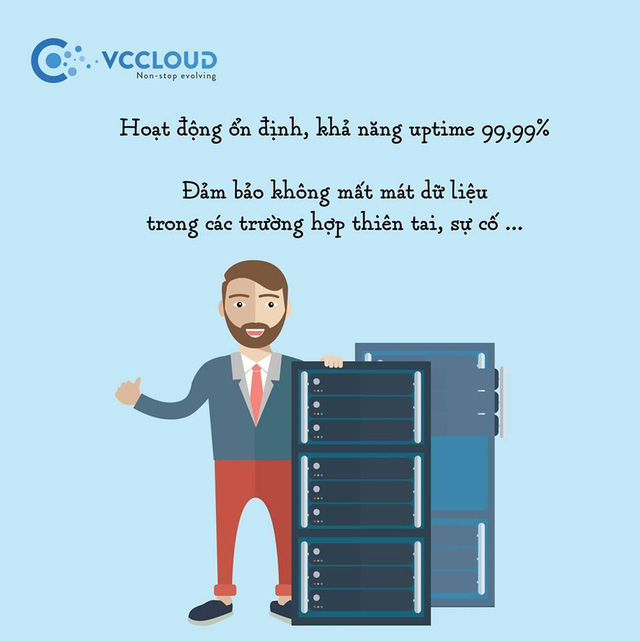 VCCLOUD
Non-stop evolving
Hoạt động ổn định, khả năng uptime 99,99%
Đảm bảo không mất mát dữ liệu
trong các trường hợp thiên tai, sự cố ...